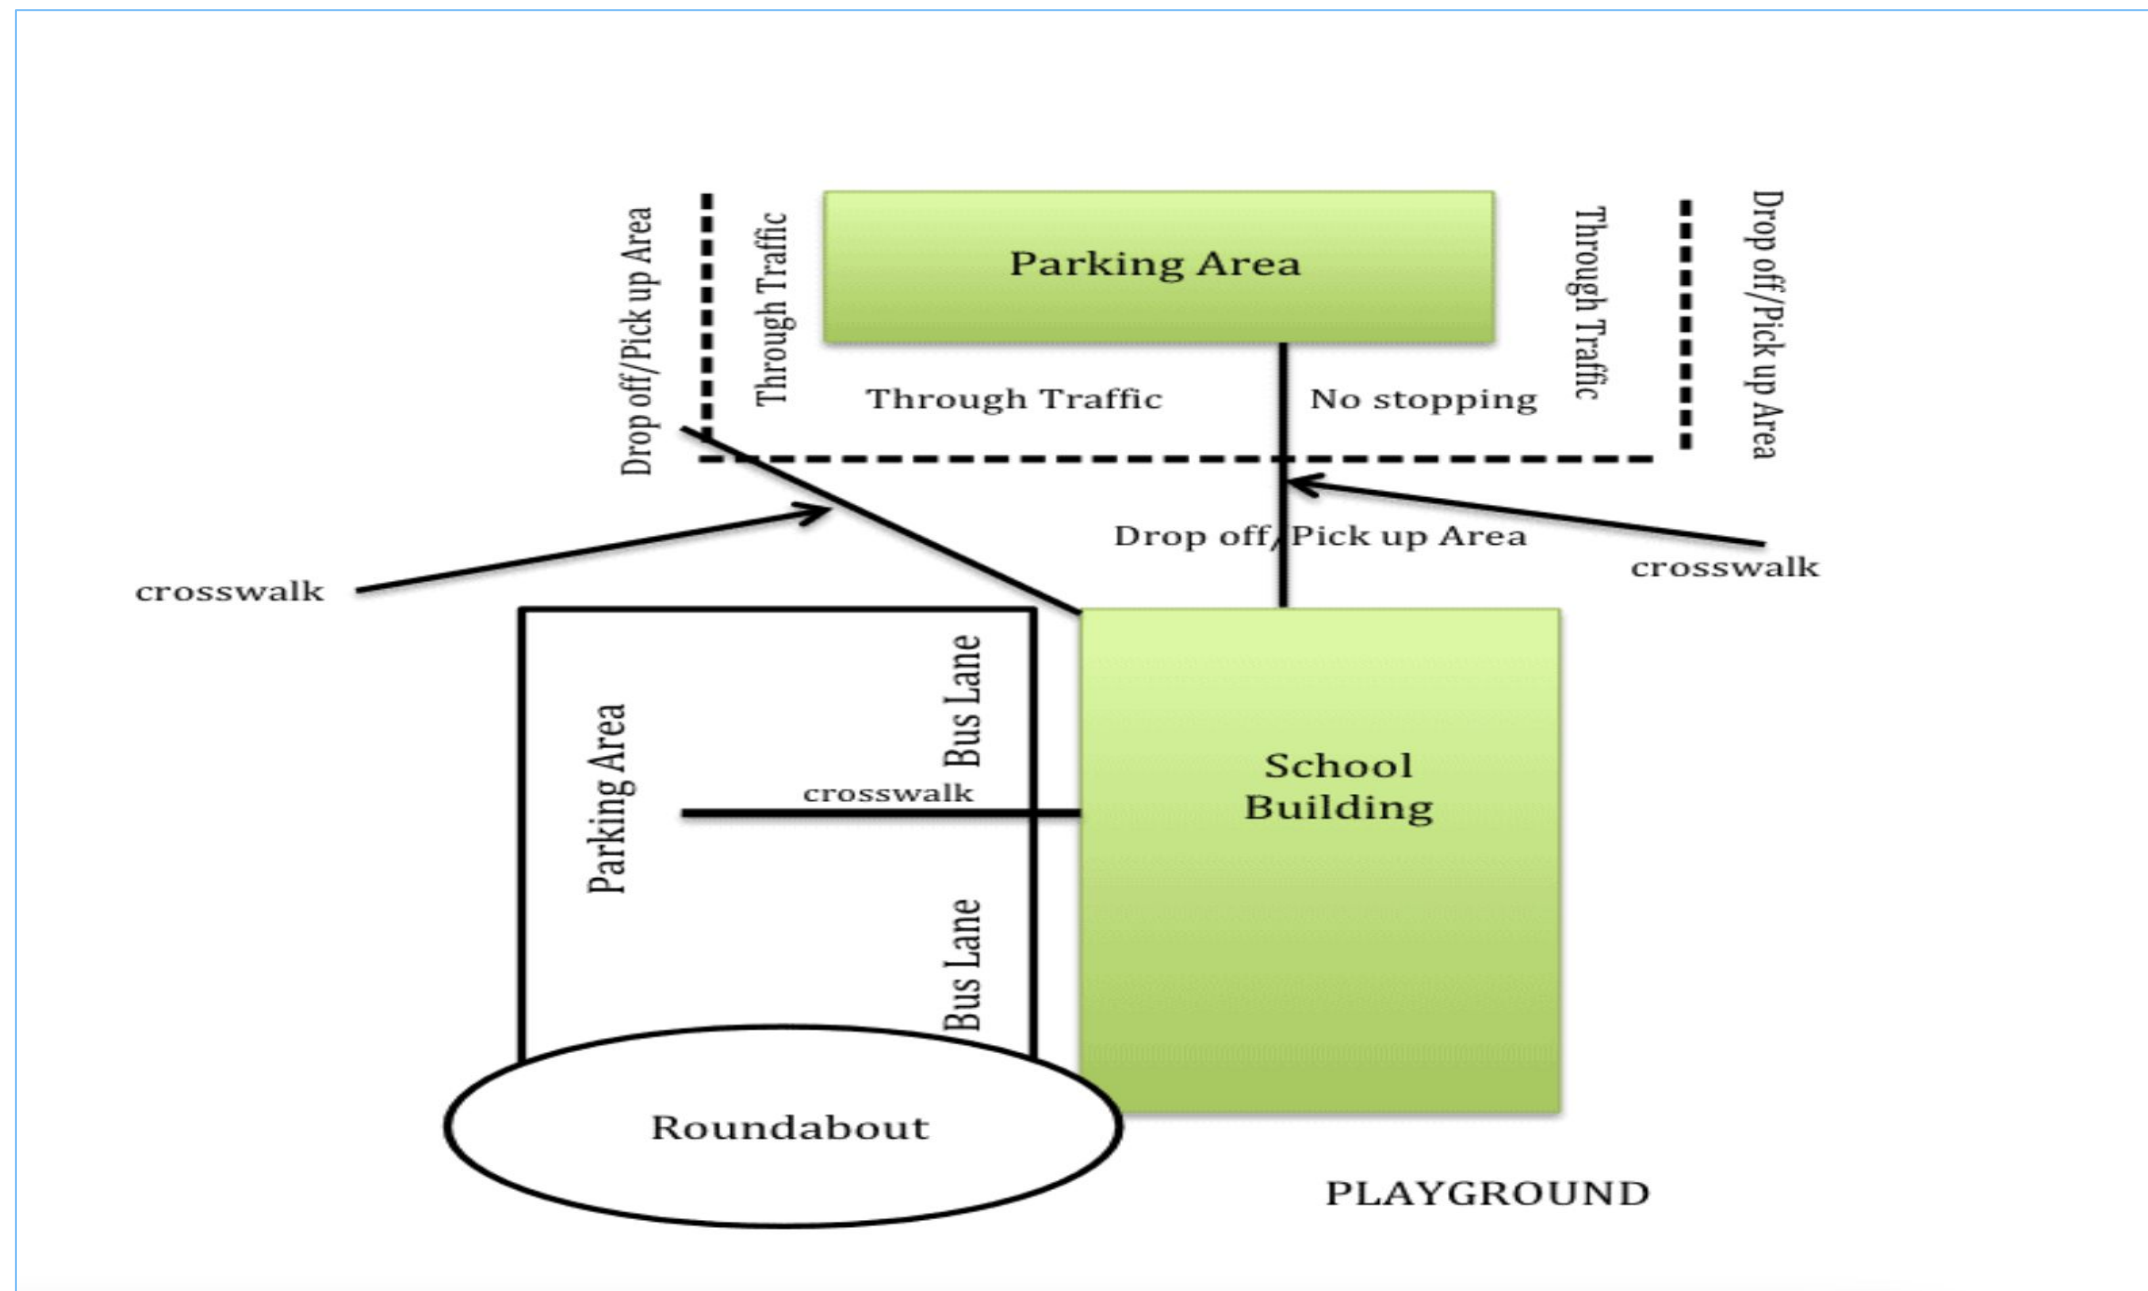 Drop off/Pick up Area
Through Traffic
Parking Area
Through Traffic
Drop off/Pick up Area
Through Traffic
No stopping
Drop off/Pick up Area
crosswalk
crosswalk
Bus Lane
Parking Area
crosswalk
School
Building
Bus Lane
Roundabout
PLAYGROUND